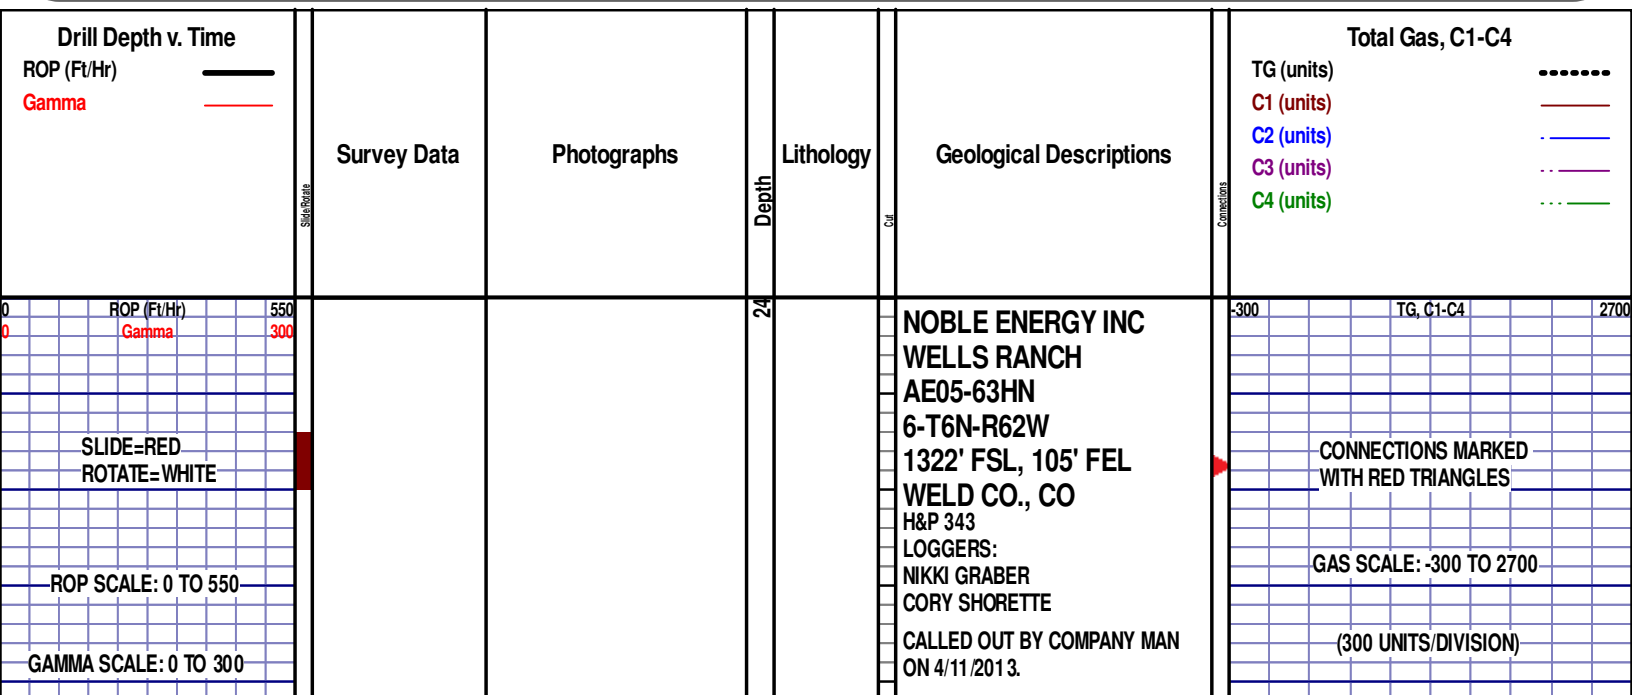 Drill Depth v. Time
ROP (Ft/Hr)
Gamma
Slide/Rotate
Survey Data
Photographs
Depth
Lithology
Cut
Geological Descriptions
Connections
Total Gas, C1-C4
TG (units)
C1 (units)
C2 (units)
C3 (units)
C4 (units)
0 ROP (Ft/Hr) 550
0 Gamma 300
SLIDE=RED
ROTATE=WHITE
ROP SCALE: 0 TO 550
GAMMA SCALE: 0 TO 300
24
NOBLE ENERGY INC
WELLS RANCH
AE05-63HN
6-T6N-R62W
1322' FSL, 105' FEL
WELD CO., CO
H&P 343
LOGGERS:
NIKKI GRABER
CORY SHORETTE
CALLED OUT BY COMPANY MAN
ON 4/11/2013.
-300 TG, C1-C4 2700
CONNECTIONS MARKED
WITH RED TRIANGLES
GAS SCALE: -300 TO 2700
(300 UNITS/DIVISION)